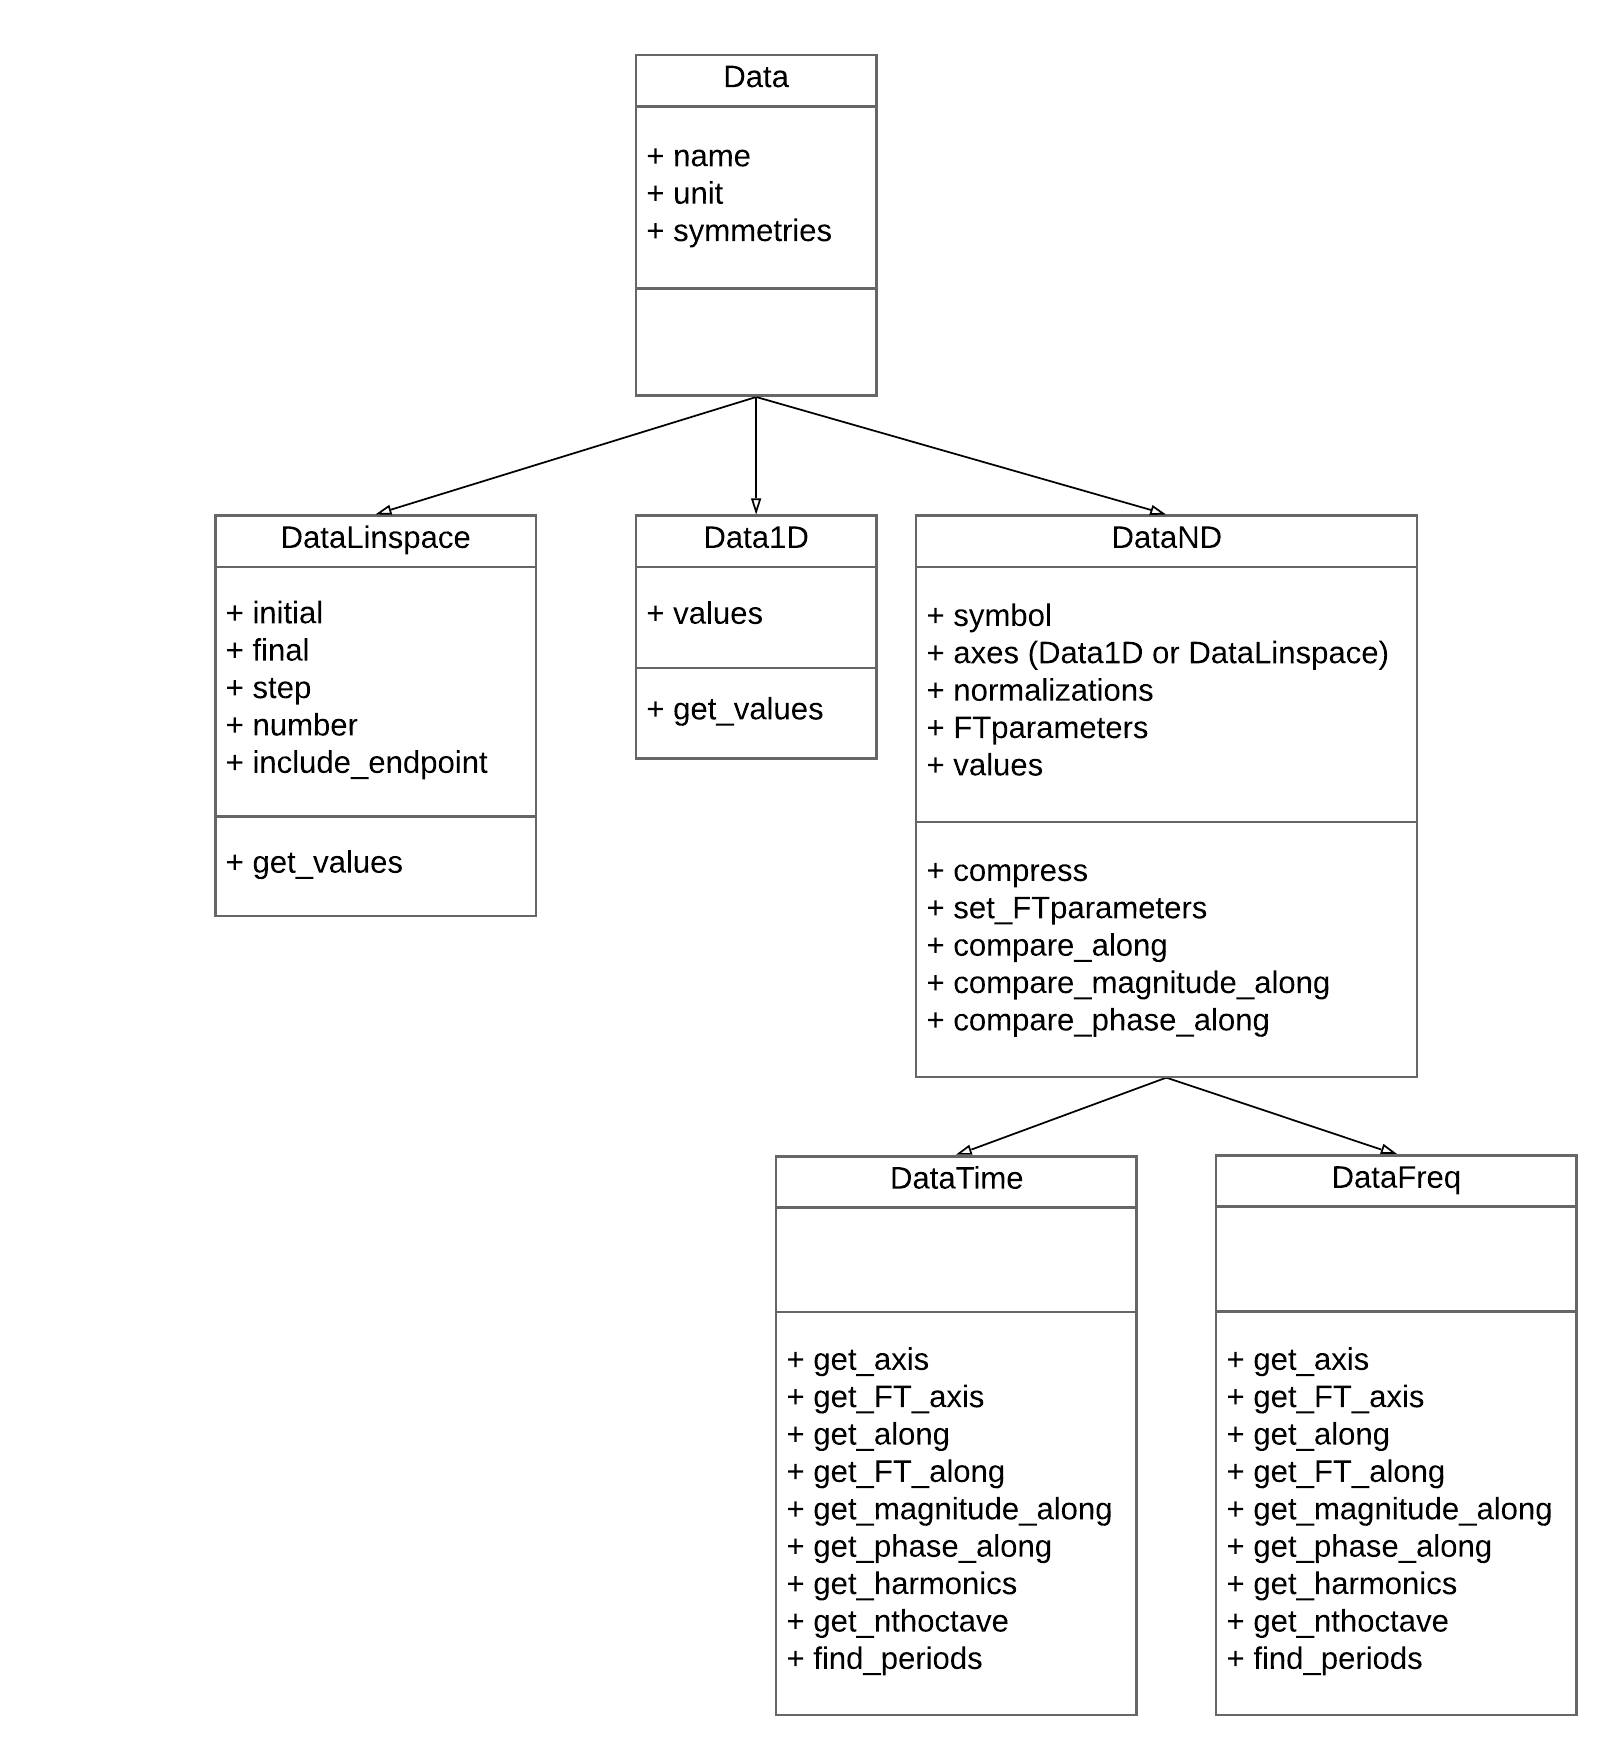 Data
+ name
+ unit
+ symmetries
DataLinspace
+ initial
+ final
+ step
+ number
+ include_endpoint
+ get_values
Data1D
+ values
+ get_values
DataND
+ symbol
+ axes (Data1D or DataLinspace)
+ normalizations
+ FTparameters
+ values
+ compress
+ set_FTparameters
+ compare_along
+ compare_magnitude_along
+ compare_phase_along
DataTime
+ get_axis
+ get_FT_axis
+ get_along
+ get_FT_along
+ get_magnitude_along
+ get_phase_along
+ get_harmonics
+ get_nthoctave
+ find_periods
DataFreq
+ get_axis
+ get_FT_axis
+ get_along
+ get_FT_along
+ get_magnitude_along
+ get_phase_along
+ get_harmonics
+ get_nthoctave
+ find_periods